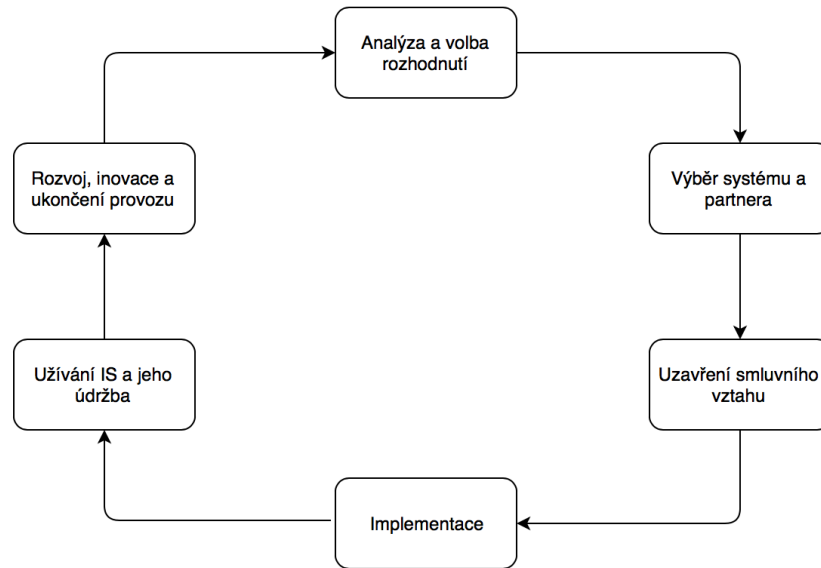 Analýza a volba
rozhodnutí
Výběr systému a
partnera
Uzavření smluvního
vztahu
Implementace
Užívání IS a jeho
údržba
Rozvoj, inovace a
ukončení provozu